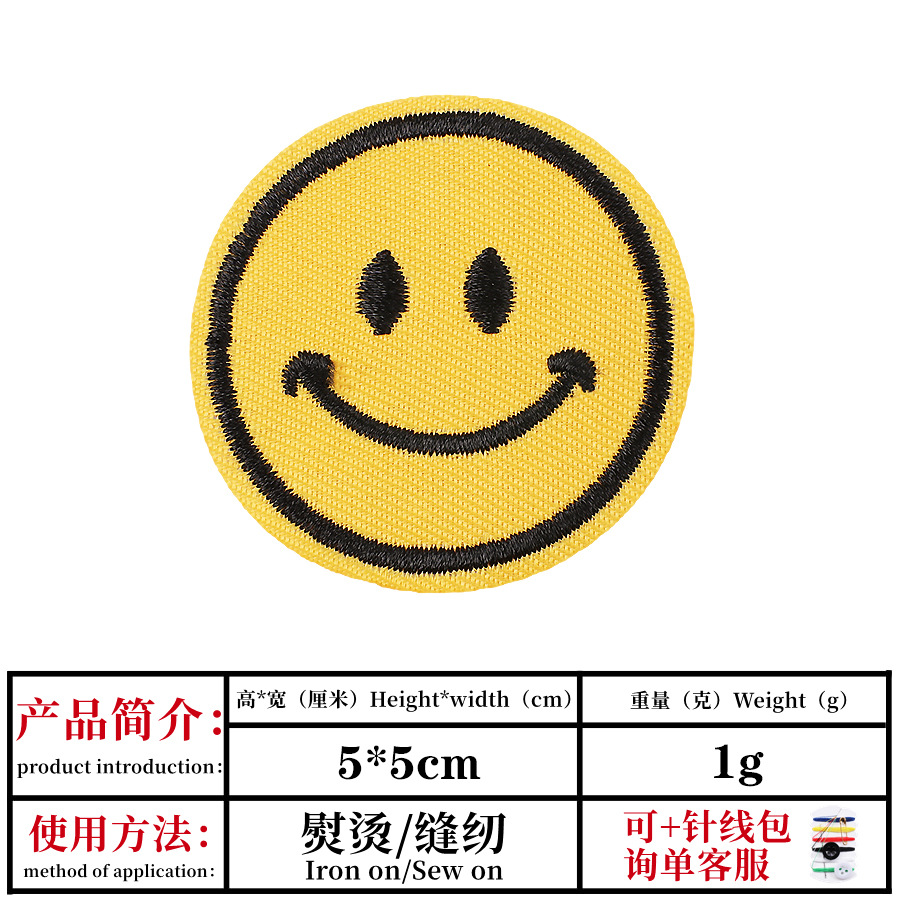 产品简介：
product introduction：
高*宽（厘米）Height*width（cm）
重量（克）Weight（g）
5*5cm
1g
使用方法：
method of application：
熨烫/缝纫
Iron on/Sew on
可+针线包
询单客服